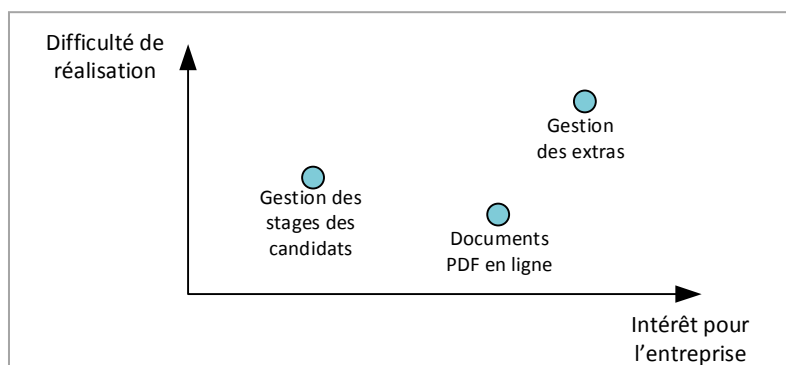 Difficulté de
réalisation
Gestion
des extras
Gestion des
stages des
candidats
Documents
PDF en ligne
Intérêt pour
l’entreprise